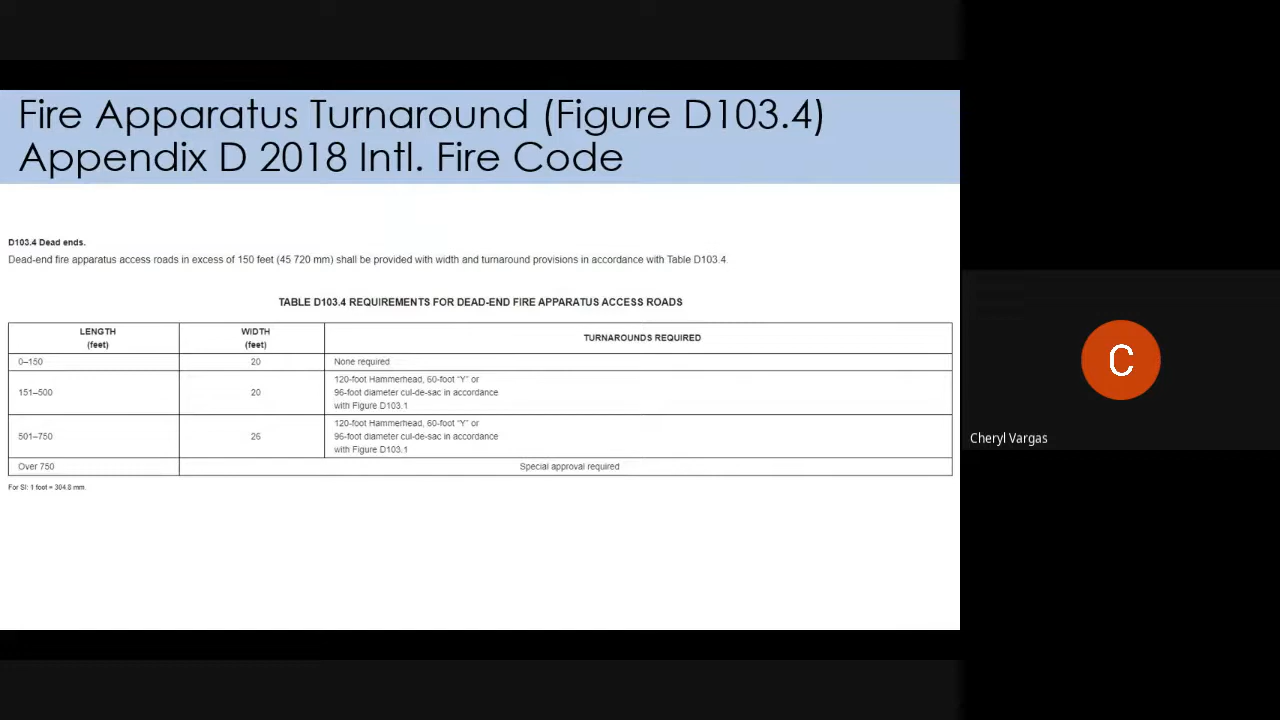 Fire Apparatus Turnaround (Figure D103.4)
Appendix D 2018 Intl. Fire Code
D103.4 Dead ends.
Dead-end fire apparatus access roads in excess of 150 feet (45 720 mm) shall be provided with width and turnaround provisions in accordance with Table D103.4.
TABLE D103.4 REQUIREMENTS FOR DEAD-END FIRE APPARATUS ACCESS ROADS
LENGTH
(feet)
WIDTH
(feet)
TURNAROUNDS REQUIRED
0–150
20
None required
151–500
20
120-foot Hammerhead, 60-foot “Y” or
96-foot diameter cul-de-sac in accordance
with Figure D103.1
501–750
26
120-foot Hammerhead, 60-foot “Y” or
96-foot diameter cul-de-sac in accordance
with Figure D103.1
Over 750
Special approval required
For SI: 1 foot = 304.8 mm.
C
Cheryl Vargas